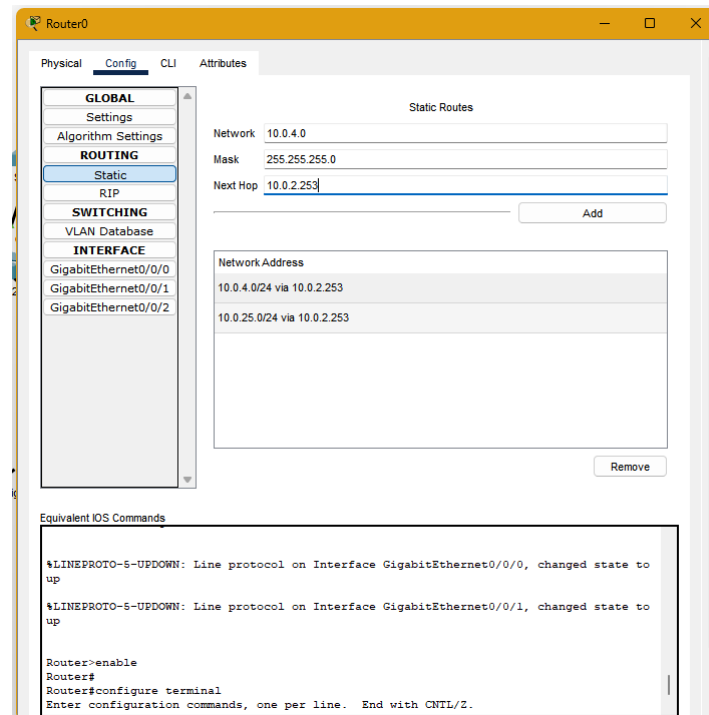 Router0
Physical Config CLI Attributes
GLOBAL
Settings
Algorithm Settings
ROUTING
Static
RIP
SWITCHING
VLAN Database
INTERFACE
GigabitEthernet0/0/0
GigabitEthernet0/0/1
GigabitEthernet0/0/2
Static Routes
Network 10.0.4.0
Mask 255.255.255.0
Next Hop 10.0.2.253
Add
Network Address
10.0.4.0/24 via 10.0.2.253
10.0.25.0/24 via 10.0.2.253
Remove
Equivalent IOS Commands
%LINEPROTO-5-UPDOWN: Line protocol on Interface GigabitEthernet0/0/0, changed state to
up
%LINEPROTO-5-UPDOWN: Line protocol on Interface GigabitEthernet0/0/1, changed state to
up
Router>enable
Router#
Router#configure terminal
Enter configuration commands, one per line. End with CNTL/Z.